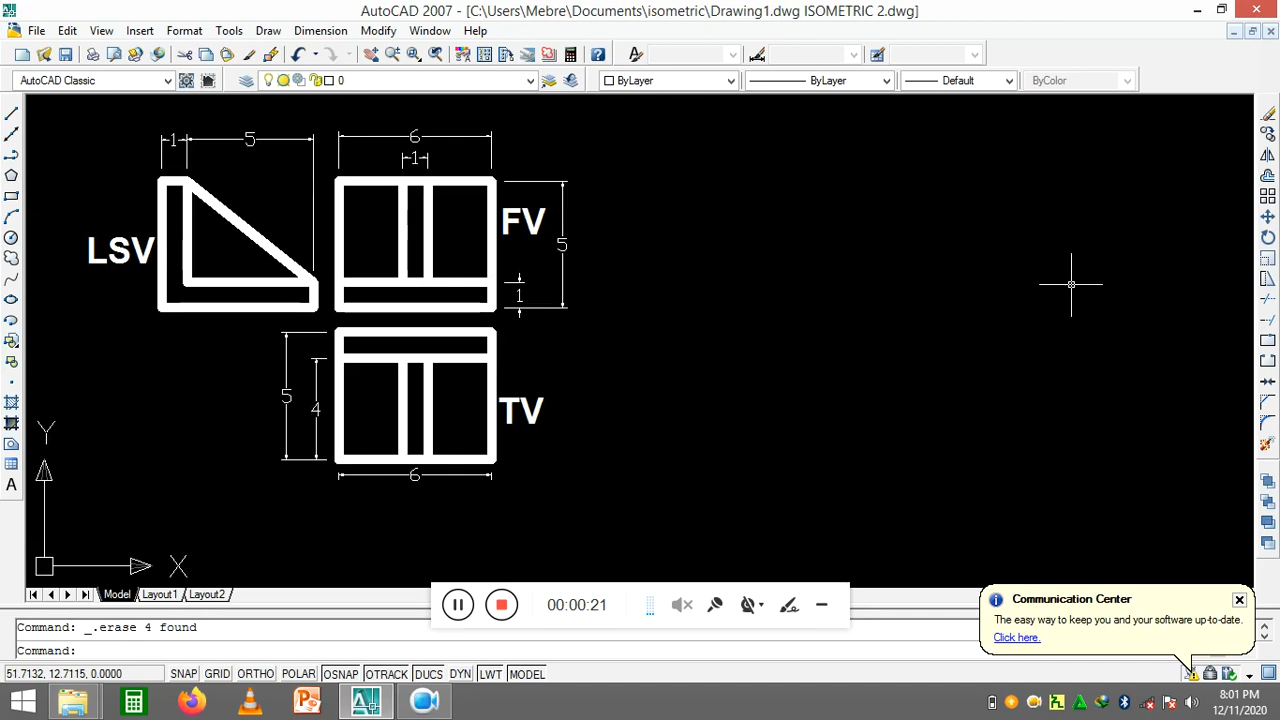 AutoCAD 2007 - [C:\Users\Mebre\Documents\isometric\Drawing1.dwg ISOMETRIC 2.dwg]
File Edit View Insert Format Tools Draw Dimension Modify Window Help
AutoCAD Classic 0 ByLayer ByLayer Default ByColor
1 5 6
1
FV
LSV
5
1
5
4
TV
6
Y
X
Model Layout1 Layout2
00:00:21
Command: _.erase 4 found
Command:
Communication Center
The easy way to keep you and your software up-to-date.
Click here.
51.7132, 12.7115, 0.0000 SNAP GRID ORTHO POLAR OSNAP OTRACK DUCS DYN LWT MODEL
8:01 PM
12/11/2020